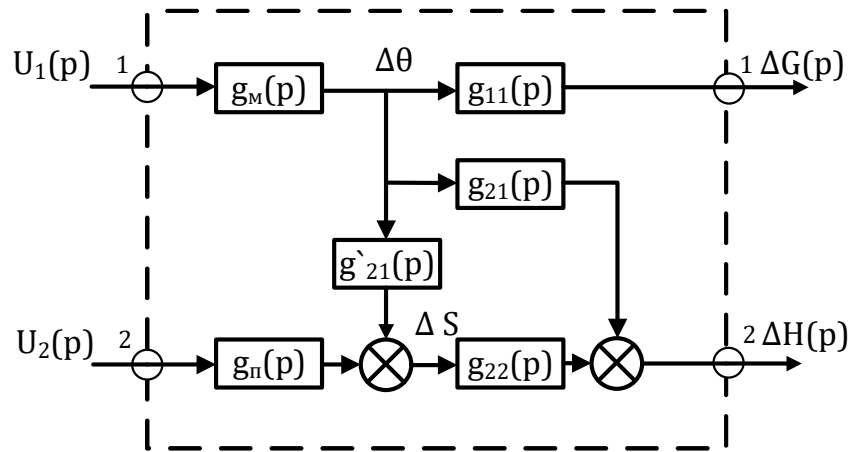 U₁(p) 1 Δθ 1 ΔG(p)
gм(p) g₁₁(p)
g₂₁(p)
g`₂₁(p)
U₂(p) 2 Δ S 2 ΔH(p)
gп(p) g₂₂(p)